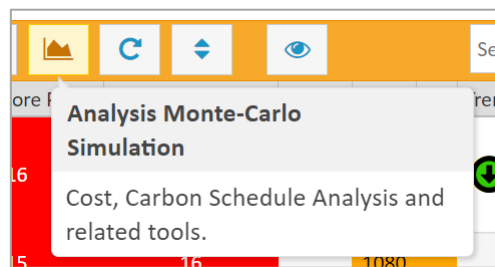 Se
ore
Analysis Monte-Carlo
Simulation
16
Cost, Carbon Schedule Analysis and
related tools.
15 16 1080